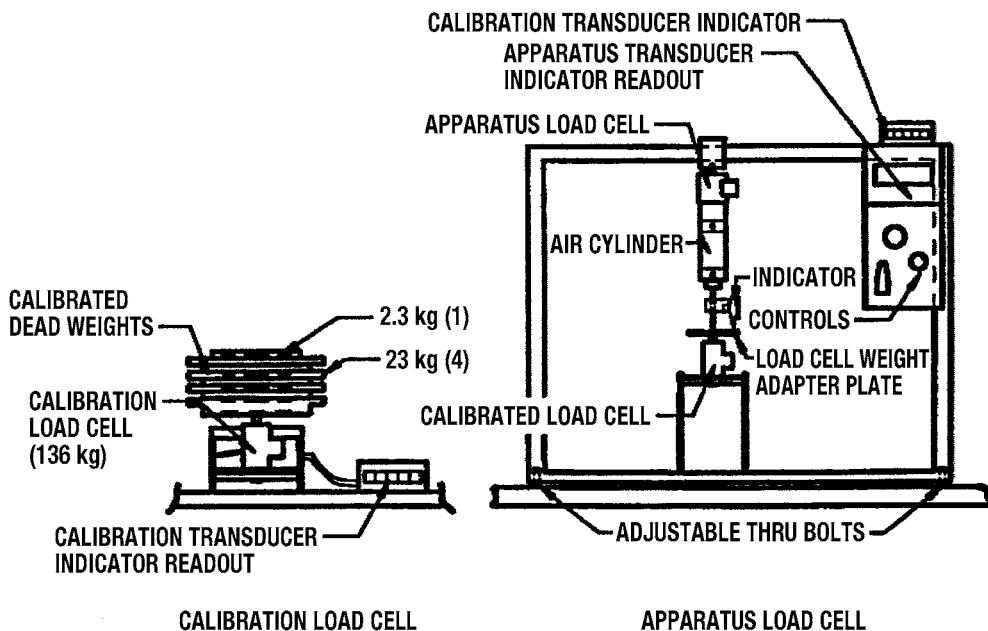 CALIBRATION TRANSDUCER INDICATOR
APPARATUS TRANSDUCER
INDICATOR READOUT
APPARATUS LOAD CELL
AIR CYLINDER
INDICATOR
CONTROLS
LOAD CELL WEIGHT
ADAPTER PLATE
CALIBRATED LOAD CELL
ADJUSTABLE THRU BOLTS
CALIBRATED
DEAD WEIGHTS
2.3 kg (1)
23 kg (4)
CALIBRATION
LOAD CELL
(136 kg)
CALIBRATION TRANSDUCER
INDICATOR READOUT
CALIBRATION LOAD CELL
APPARATUS LOAD CELL